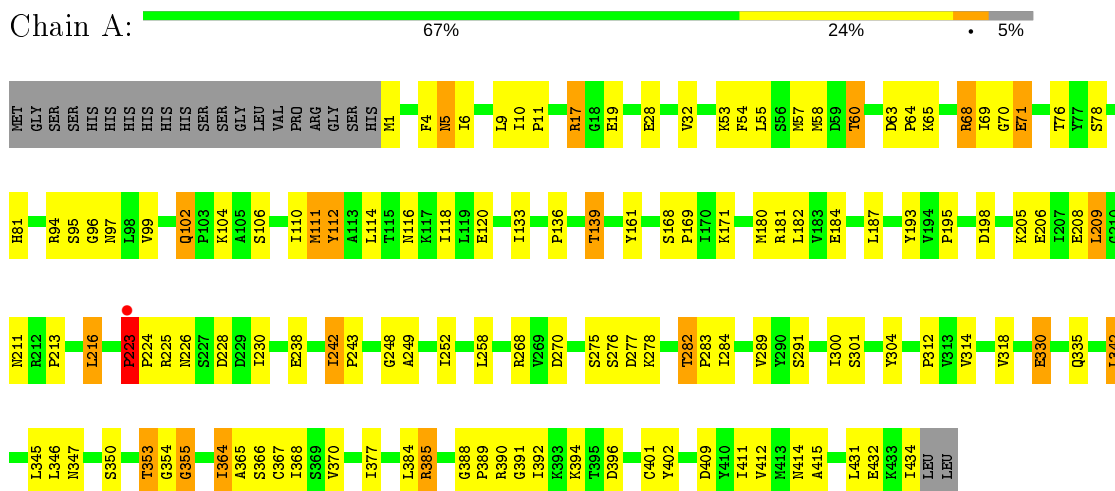 Chain A:
67% 24% • 5%
MET GLY SER SER HIS HIS HIS HIS HIS HIS SER SER GLY LEU VAL PRO ARG GLY SER HIS M1 F4 N5 I6 L9 I10 P11 R17 G18 E19 E28 V32 K53 F54 L55 S56 M57 M58 D59 T60 D63 P64 K65 R68 I69 G70 E71 T76 Y77 S78
H81 R94 S95 G96 N97 L98 V99 Q102 P103 K104 A105 S106 I110 M111 Y112 A113 L114 T115 N116 K117 I118 L119 E120 I133 P136 T139 Y161 S168 P169 I170 K171 M180 R181 L182 V183 E184 L187 Y193 V194 P195 D198 K205 E206 I207 E208 L209 G210
N211 R212 P213 L216 P223 P224 R225 N226 S227 D228 D229 I230 E238 I242 P243 G248 A249 I252 L258 R268 V269 D270 S275 S276 D277 K278 T282 P283 I284 V289 Y290 S291 I300 S301 Y304 P312 V313 V314 V318 E330 Q335
L345 L346 N347 S350 T353 G354 G355 I364 A365 S366 C367 I368 S369 V370 I377 L384 R385 G388 P389 R390 G391 I392 K393 K394 T395 D396 C401 Y402 D409 Y410 I411 V412 M413 N414 A415 L431 E432 K433 I434 LEU LEU